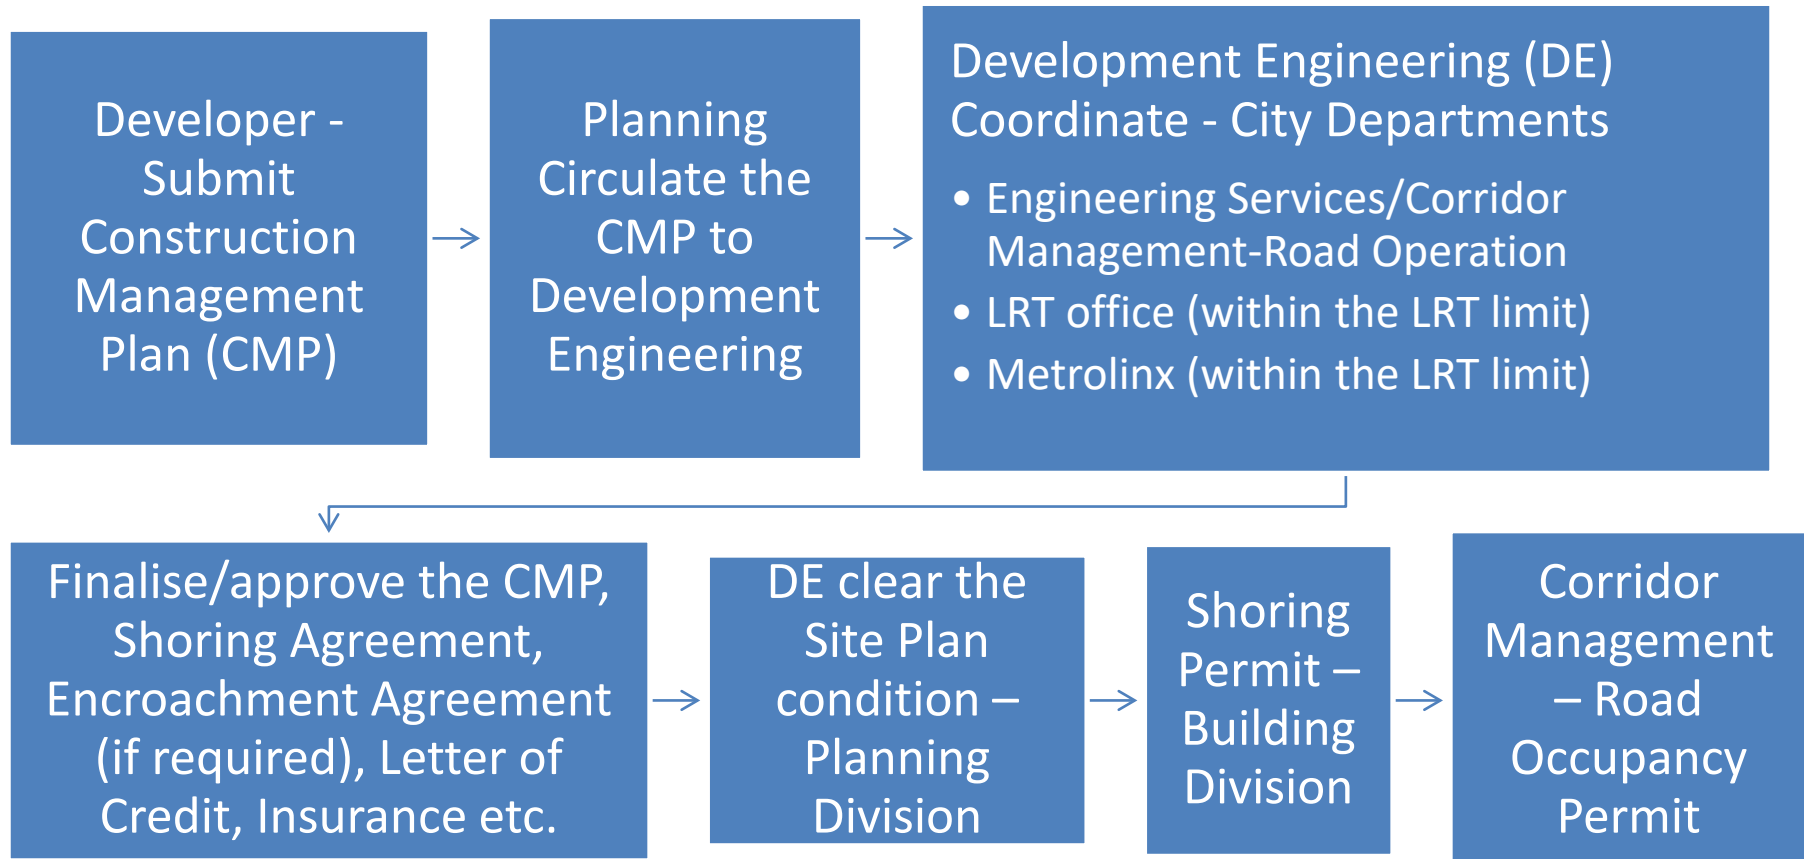 Developer -
Submit
Construction
Management
Plan (CMP)
Planning
Circulate the
CMP to
Development
Engineering
Development Engineering (DE)
Coordinate - City Departments
• Engineering Services/Corridor
Management-Road Operation
• LRT office (within the LRT limit)
• Metrolinx (within the LRT limit)
Finalise/approve the CMP,
Shoring Agreement,
Encroachment Agreement
(if required), Letter of
Credit, Insurance etc.
DE clear the
Site Plan
condition –
Planning
Division
Shoring
Permit –
Building
Division
Corridor
Management
– Road
Occupancy
Permit